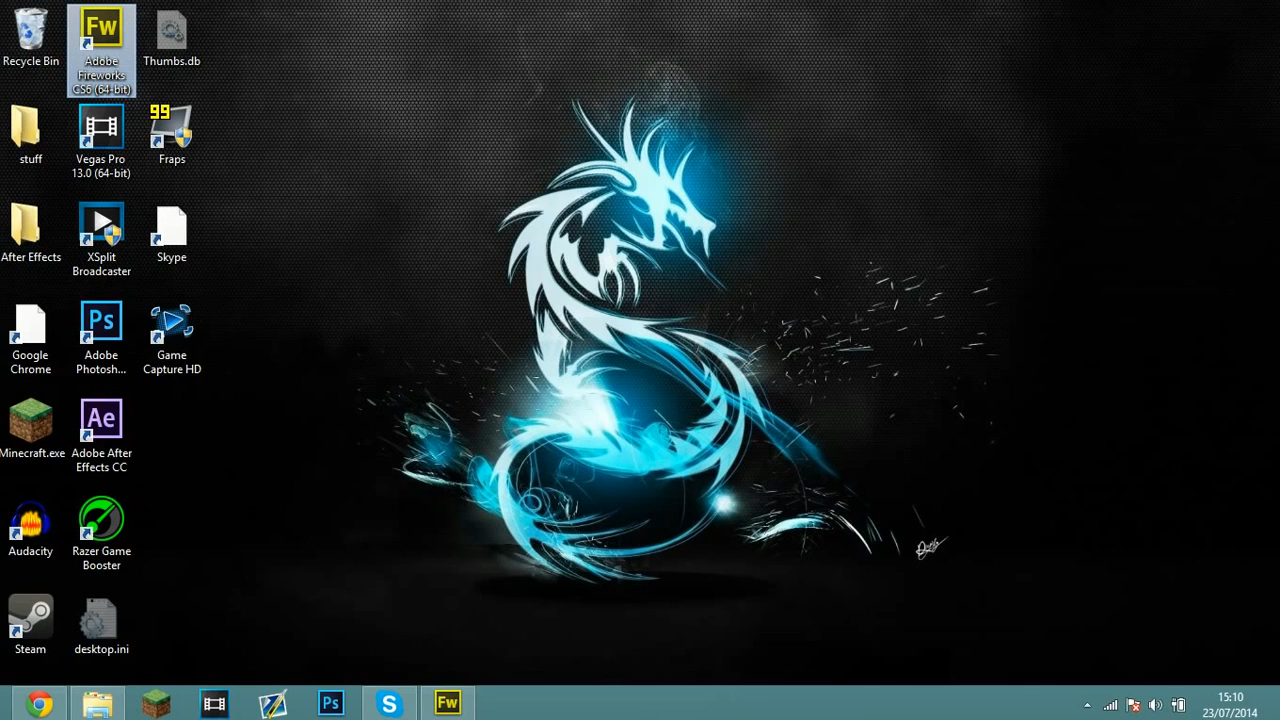 Recycle Bin
Fw
Adobe
Fireworks
CS6 (64-bit)
Thumbs.db
stuff
Vegas Pro
13.0 (64-bit)
99
Fraps
After Effects
XSplit
Broadcaster
Skype
Google
Chrome
Ps
Adobe
Photosh...
Game
Capture HD
Minecraft.exe
Ae
Adobe After
Effects CC
Audacity
Razer Game
Booster
Steam
desktop.ini
Ps
S
Fw
15:10
23/07/2014